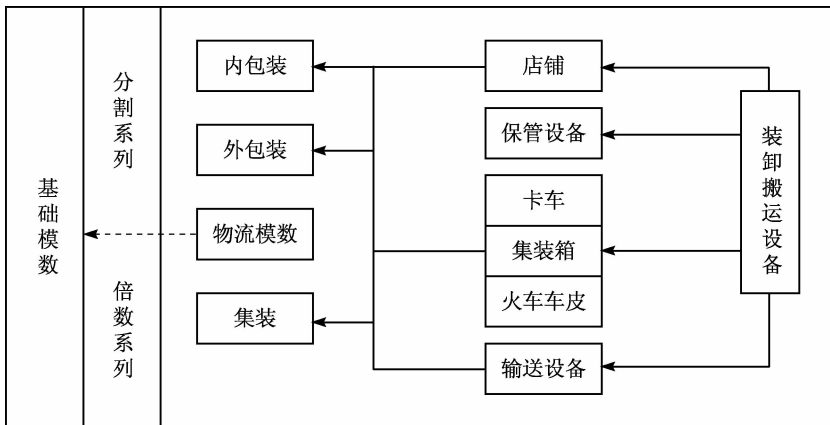 基础模数
分割系列
倍数系列
内包装
外包装
物流模数
集装
店铺
保管设备
卡车
集装箱
火车车皮
输送设备
装卸搬运设备